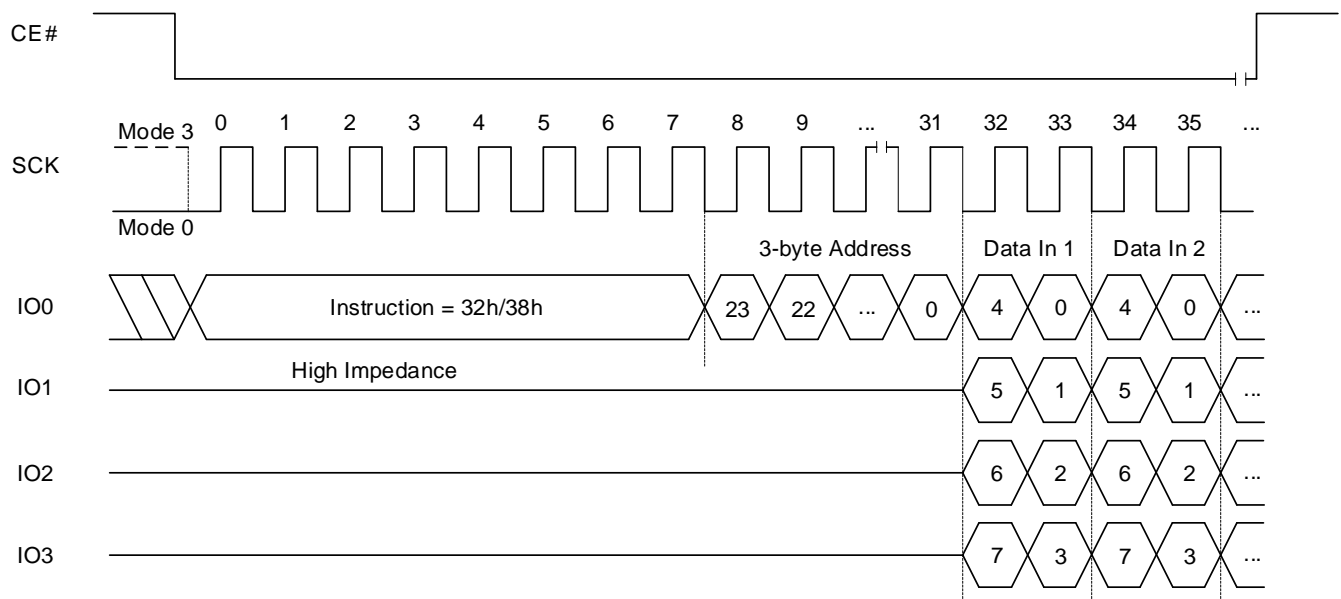 CE#
Mode 3 0 1 2 3 4 5 6 7 8 9 ... 31 32 33 34 35 ...
SCK
Mode 0
3-byte Address Data In 1 Data In 2
IO0 Instruction = 32h/38h 23 22 ... 0 4 0 4 0 ...
High Impedance
IO1 5 1 5 1 ...
IO2 6 2 6 2 ...
IO3 7 3 7 3 ...